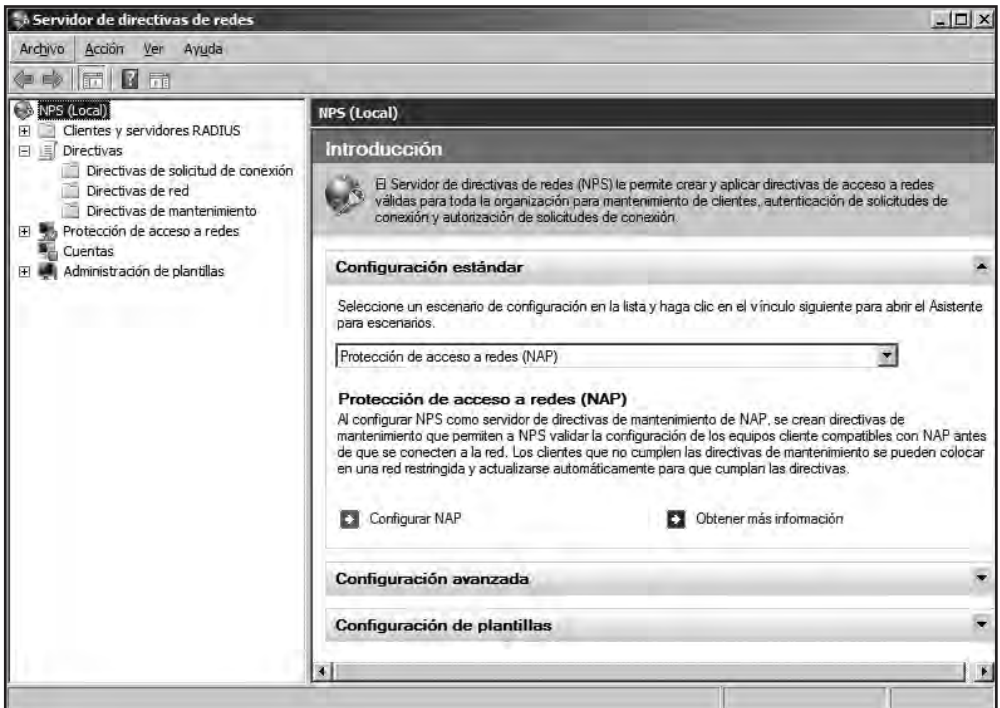 Servidor de directivas de redes
Archivo Acción Ver Ayuda
NPS (Local)
Clientes y servidores RADIUS
Directivas
Directivas de solicitud de conexión
Directivas de red
Directivas de mantenimiento
Protección de acceso a redes
Cuentas
Administración de plantillas
NPS (Local)
Introducción
El Servidor de directivas de redes (NPS) le permite crear y aplicar directivas de acceso a redes
válidas para toda la organización para mantenimiento de clientes, autenticación de solicitudes de
conexión y autorización de solicitudes de conexión.
Configuración estándar
Seleccione un escenario de configuración en la lista y haga clic en el vínculo siguiente para abrir el Asistente
para escenarios.
Protección de acceso a redes (NAP)
Protección de acceso a redes (NAP)
Al configurar NPS como servidor de directivas de mantenimiento de NAP, se crean directivas de
mantenimiento que permiten a NPS validar la configuración de los equipos cliente compatibles con NAP antes
de que se conecten a la red. Los clientes que no cumplen las directivas de mantenimiento se pueden colocar
en una red restringida y actualizarse automáticamente para que cumplan las directivas.
Configurar NAP
Obtener más información
Configuración avanzada
Configuración de plantillas